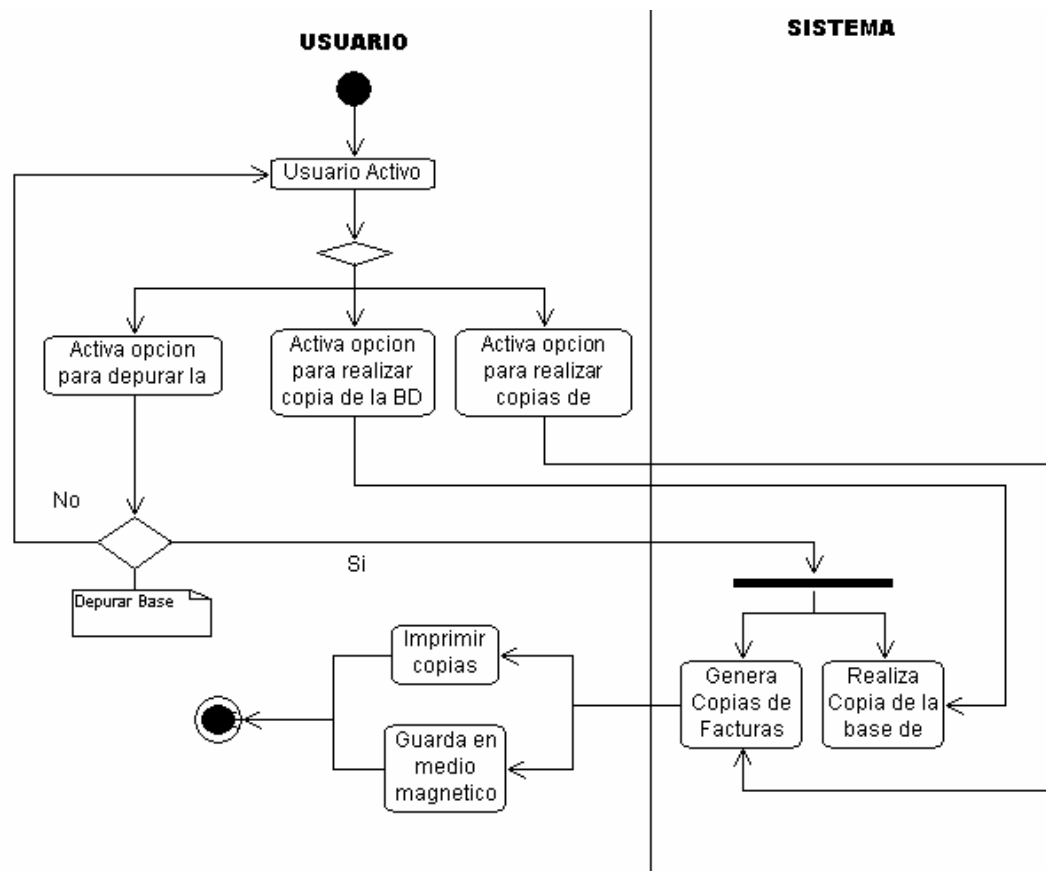 USUARIO
SISTEMA
Usuario Activo
Activa opcion
para depurar la
Activa opcion
para realizar
copia de la BD
Activa opcion
para realizar
copias de
No
Si
Depurar Base
Imprimir
copias
Genera
Copias de
Facturas
Realiza
Copia de la
base de
Guarda en
medio
magnetico